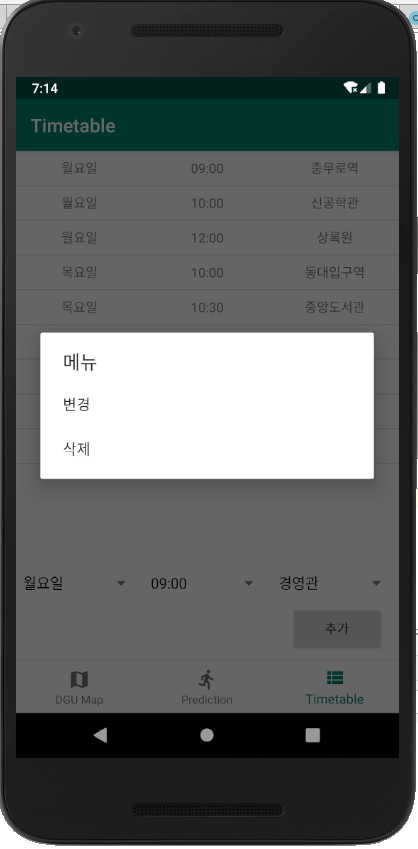 7:14
Timetable
월요일 09:00 충무로역
월요일 10:00 신공학관
월요일 12:00 상록원
목요일 10:00 동대입구역
목요일 10:30 중앙도서관
메뉴
변경
삭제
월요일 09:00 경영관
추가
DGU Map Prediction Timetable